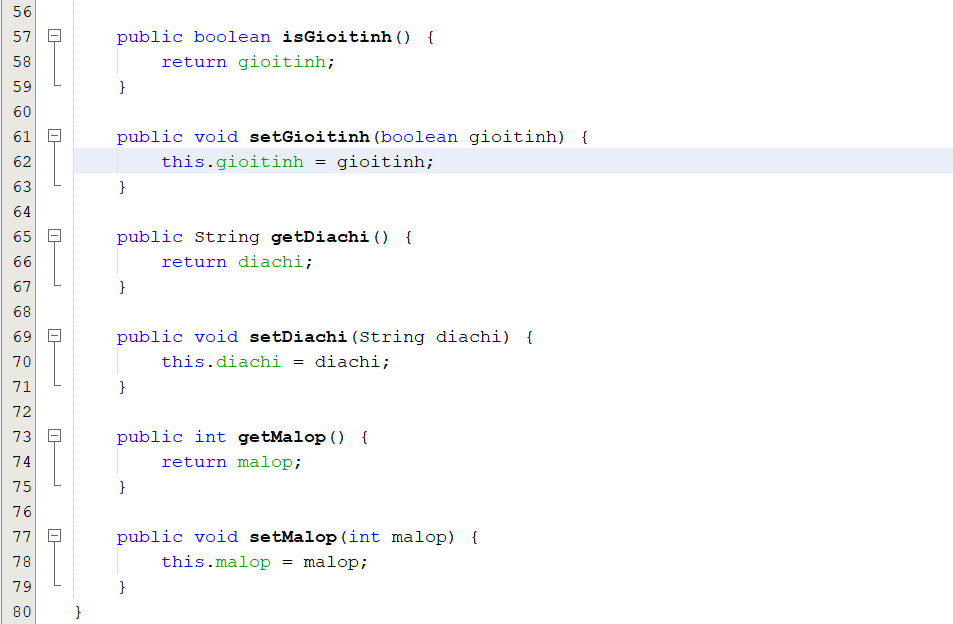 56
57 public boolean isGioitinh() {
58 return gioitinh;
59 }
60
61 public void setGioitinh(boolean gioitinh) {
62 this.gioitinh = gioitinh;
63 }
64
65 public String getDiachi() {
66 return diachi;
67 }
68
69 public void setDiachi(String diachi) {
70 this.diachi = diachi;
71 }
72
73 public int getMalop() {
74 return malop;
75 }
76
77 public void setMalop(int malop) {
78 this.malop = malop;
79 }
80 }